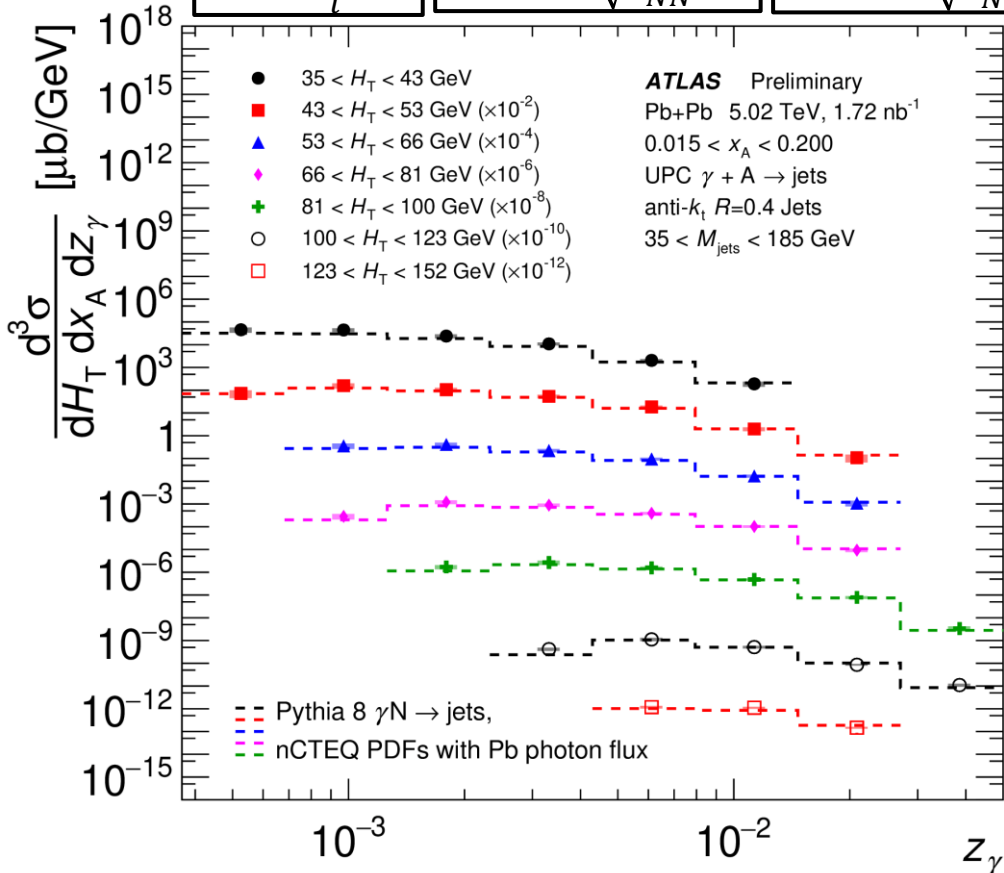 d³σ
dH_T dx_A dz_γ [μb/GeV]
10¹⁸
10¹⁵
10¹²
10⁹
10⁶
10³
1
10⁻³
10⁻⁶
10⁻⁹
10⁻¹²
10⁻¹⁵
35 < H_T < 43 GeV
43 < H_T < 53 GeV (×10⁻²)
53 < H_T < 66 GeV (×10⁻⁴)
66 < H_T < 81 GeV (×10⁻⁶)
81 < H_T < 100 GeV (×10⁻⁸)
100 < H_T < 123 GeV (×10⁻¹⁰)
123 < H_T < 152 GeV (×10⁻¹²)
ATLAS Preliminary
Pb+Pb 5.02 TeV, 1.72 nb⁻¹
0.015 < x_A < 0.200
UPC γ + A → jets
anti-k_t R=0.4 Jets
35 < M_jets < 185 GeV
Pythia 8 γN → jets,
nCTEQ PDFs with Pb photon flux
10⁻³
10⁻²
z_γ